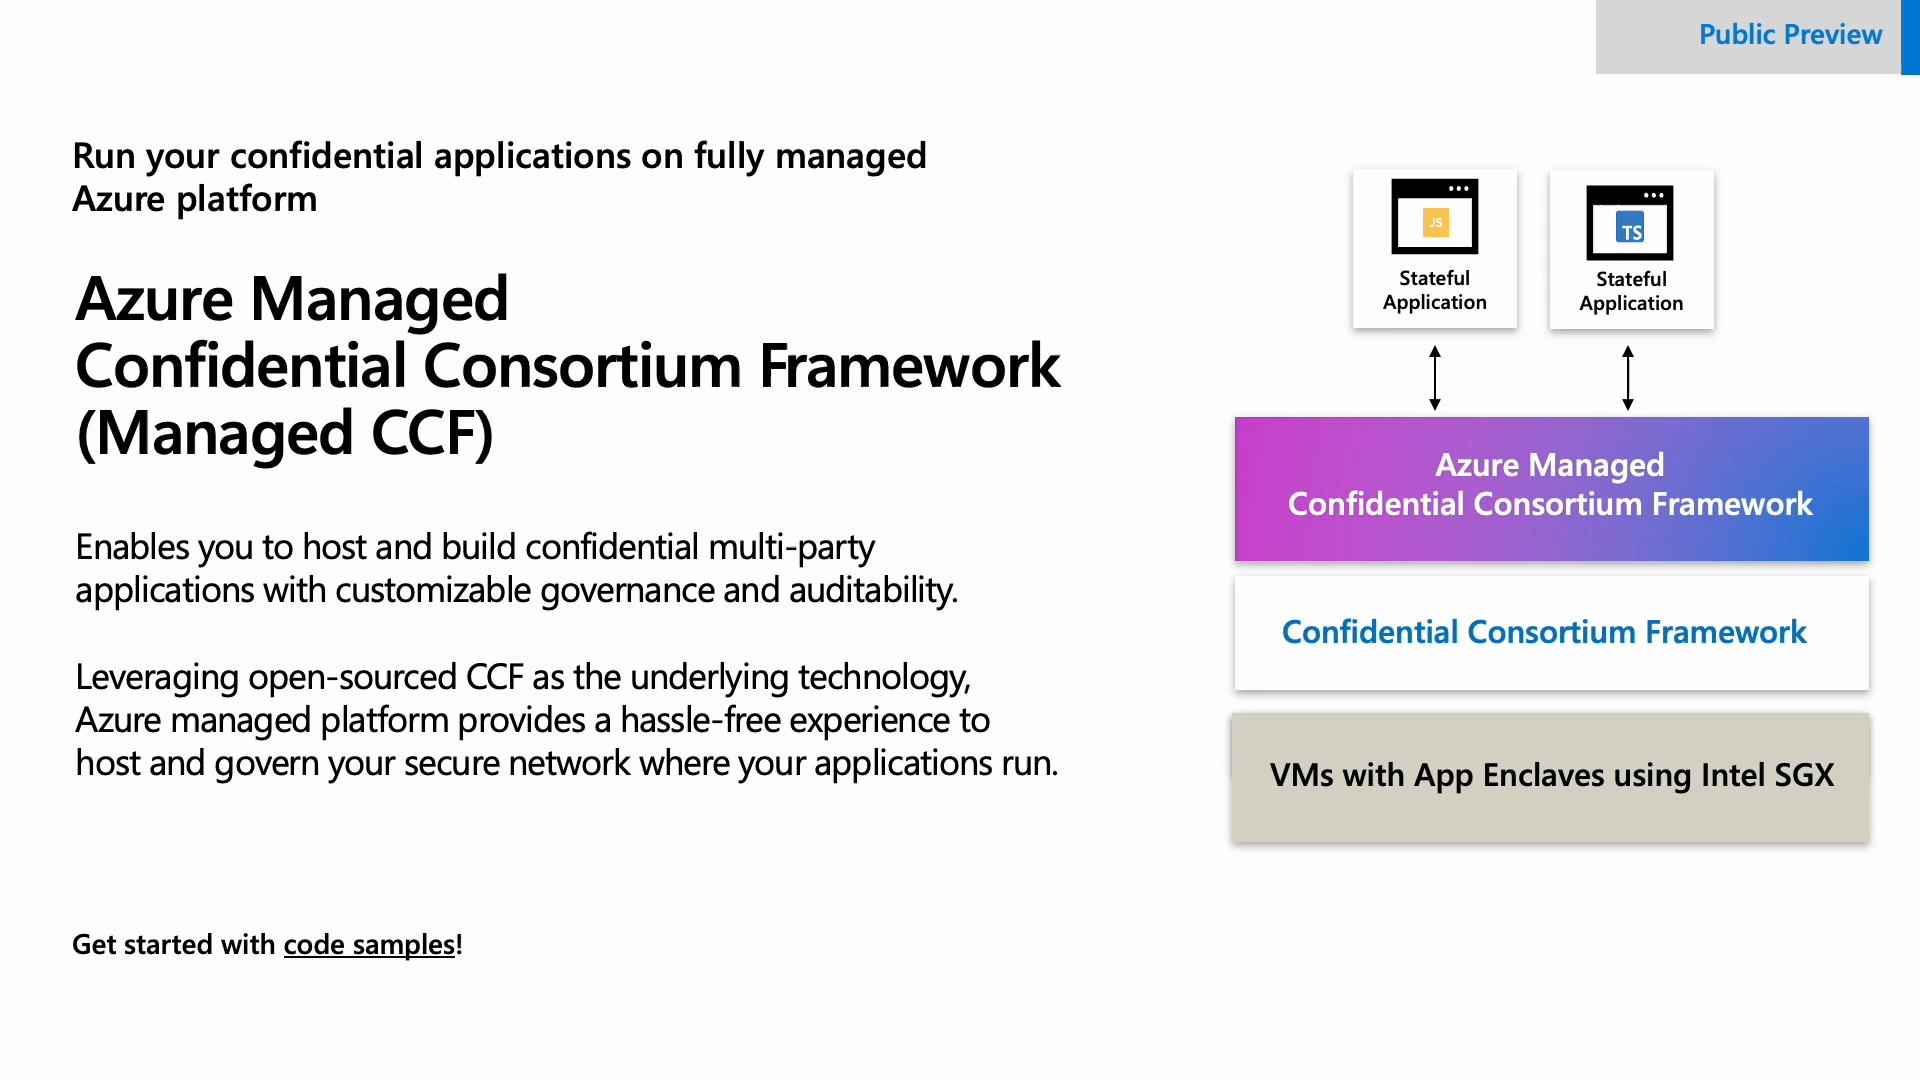 Public Preview
Run your confidential applications on fully managed
Azure platform
Azure Managed
Confidential Consortium Framework
(Managed CCF)
Enables you to host and build confidential multi-party
applications with customizable governance and auditability.
Leveraging open-sourced CCF as the underlying technology,
Azure managed platform provides a hassle-free experience to
host and govern your secure network where your applications run.
Get started with code samples!
JS
Stateful
Application
TS
Stateful
Application
Azure Managed
Confidential Consortium Framework
Confidential Consortium Framework
VMs with App Enclaves using Intel SGX